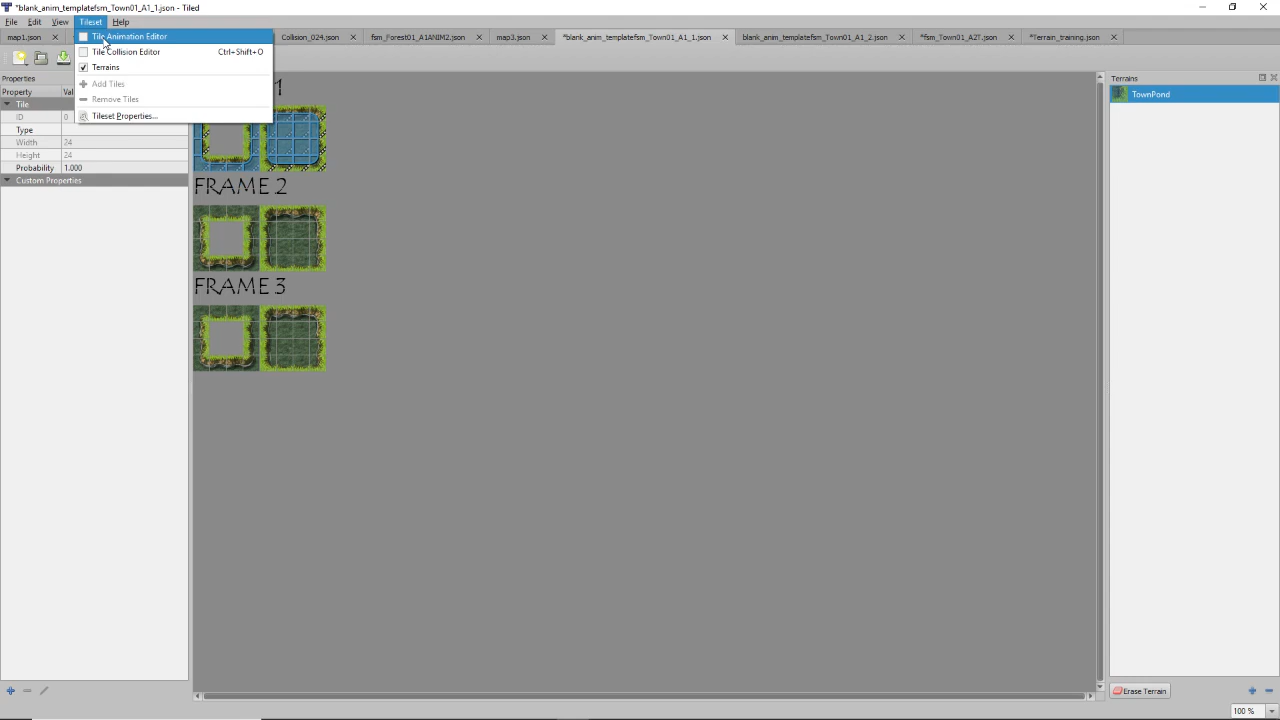 *blank_anim_templatefsm_Town01_A1_1.json - Tiled
File Edit View Tileset Help
map1.json Collision_024.json fsm_Forest01_A1ANIM2.json map3.json *blank_anim_templatefsm_Town01_A1_1.json blank_anim_templatefsm_Town01_A1_2.json *fsm_Town01_A2T.json *Terrain_training.json
Tile Animation Editor
Tile Collision Editor Ctrl+Shift+O
Terrains
Add Tiles
Remove Tiles
Tileset Properties...
Properties
Property Val
Tile
ID 0
Type
Width 24
Height 24
Probability 1.000
Custom Properties
1
FRAME 2
FRAME 3
Terrains
TownPond
Erase Terrain
100 %